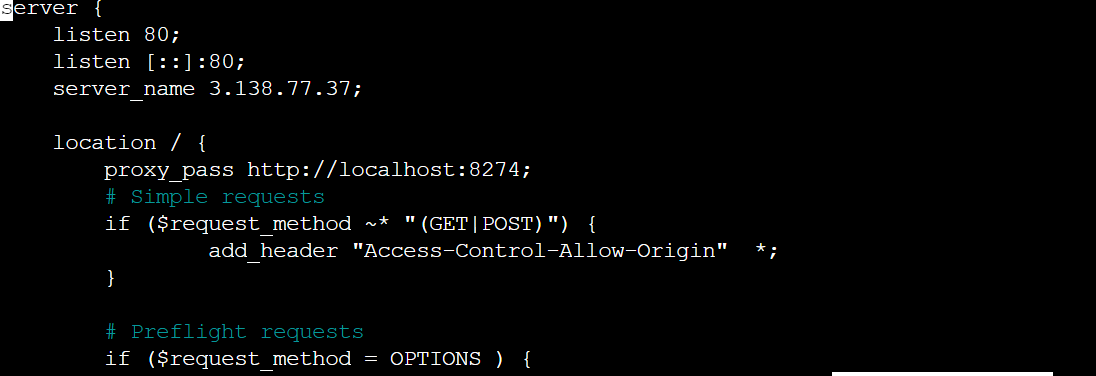 server {
    listen 80;
    listen [::]:80;
    server_name 3.138.77.37;

    location / {
        proxy_pass http://localhost:8274;
        # Simple requests
        if ($request_method ~* "(GET|POST)") {
                add_header "Access-Control-Allow-Origin"  *;
        }

        # Preflight requests
        if ($request_method = OPTIONS ) {